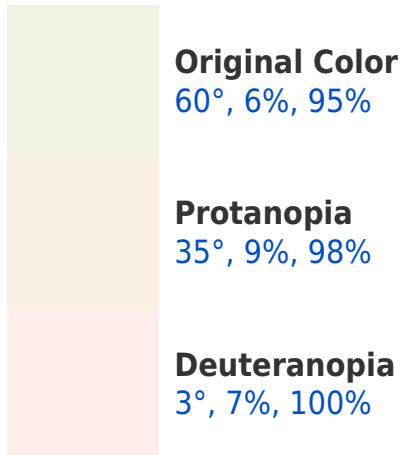 Original Color
60°, 6%, 95%
Protanopia
35°, 9%, 98%
Deuteranopia
3°, 7%, 100%